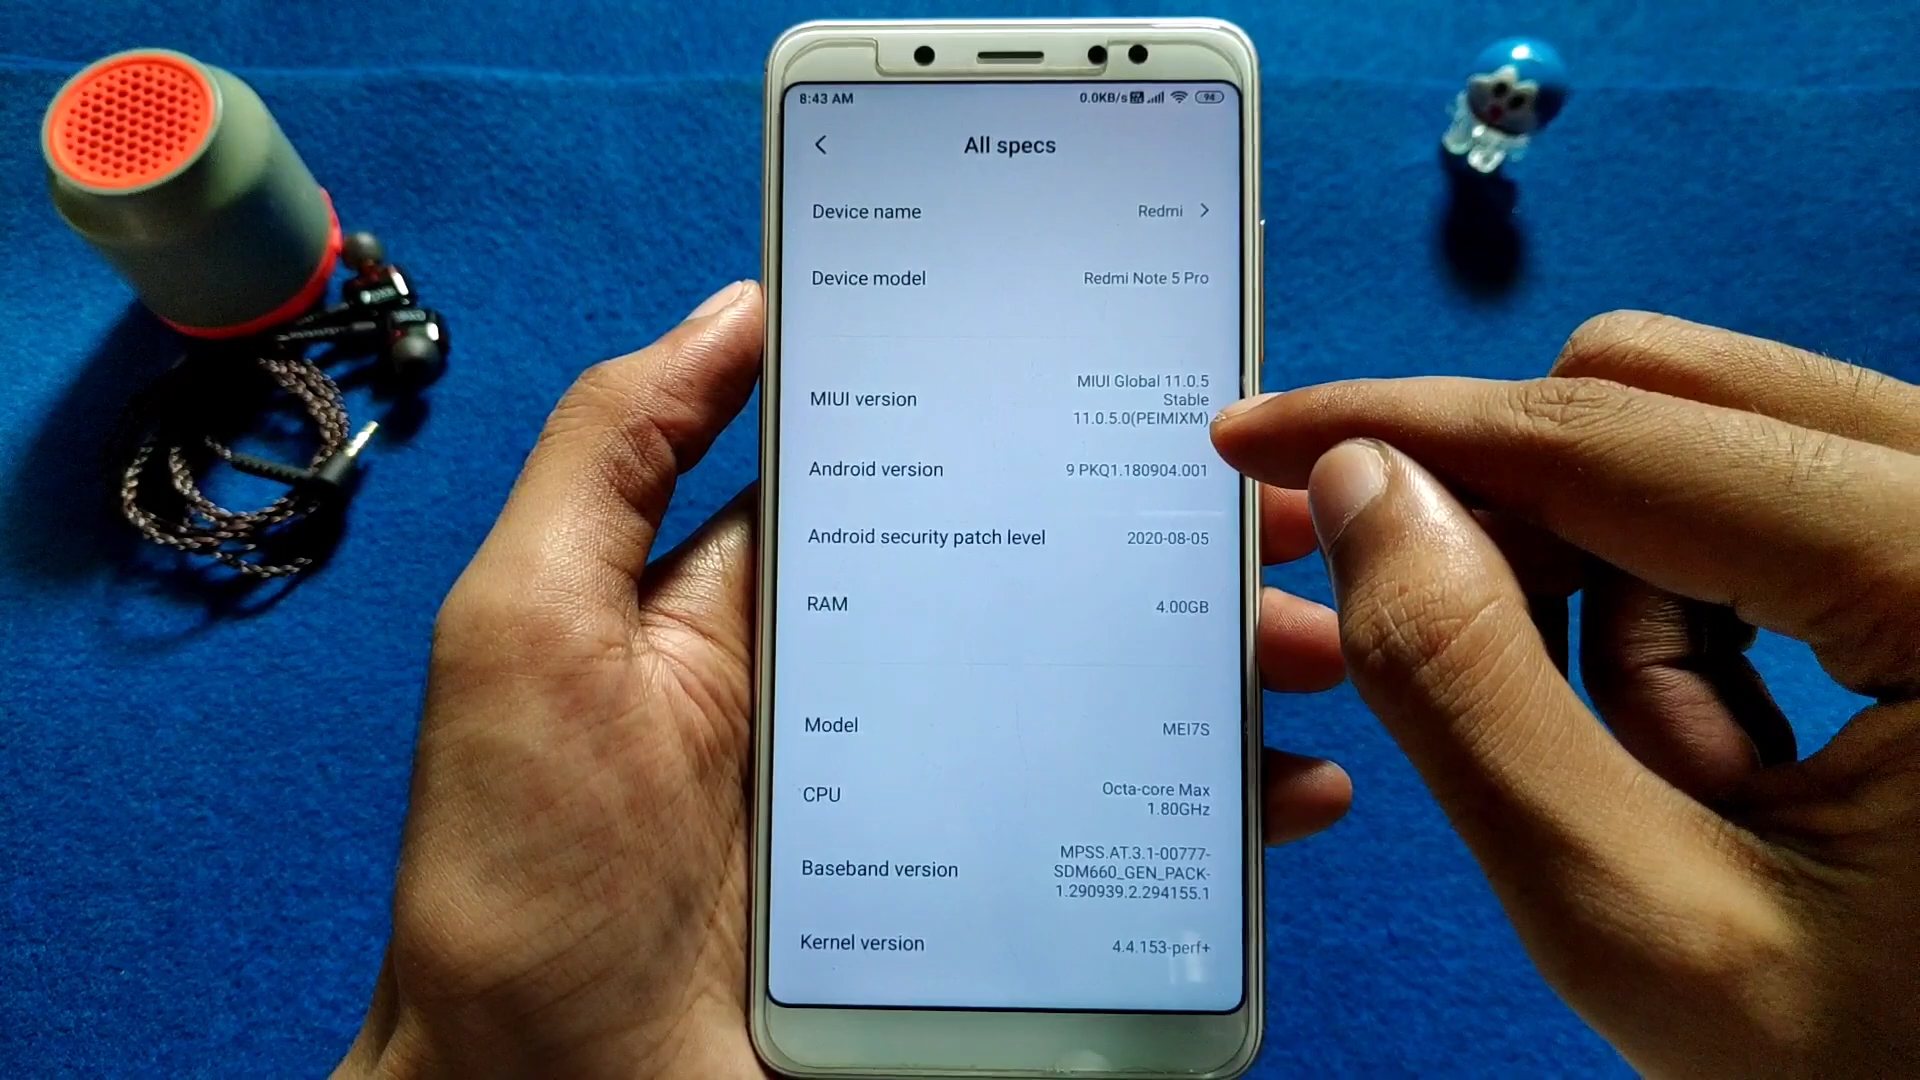 8:43 AM
0.0KB/s
94
All specs
Device name
Redmi
Device model
Redmi Note 5 Pro
MIUI version
MIUI Global 11.0.5
Stable
11.0.5.0(PEIMIXM)
Android version
9 PKQ1.180904.001
Android security patch level
2020-08-05
RAM
4.00GB
Model
MEI7S
CPU
Octa-core Max
1.80GHz
Baseband version
MPSS.AT.3.1-00777-
SDM660_GEN_PACK-
1.290939.2.294155.1
Kernel version
4.4.153-perf+